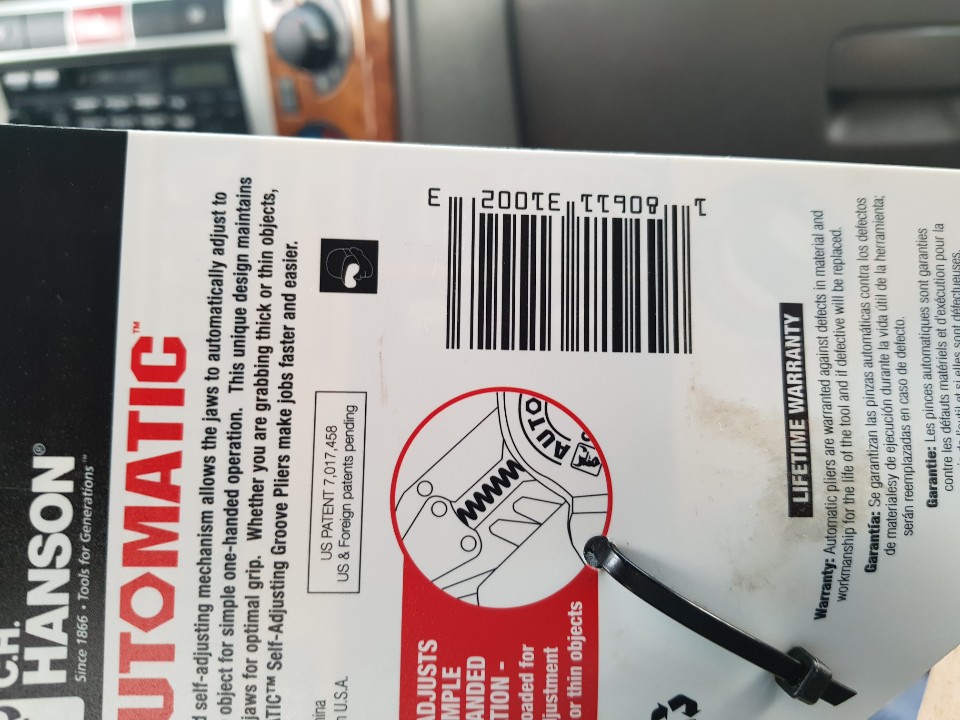 C.H.
HANSON®
Since 1866 • Tools for Generations™
UTOMATIC™
self-adjusting mechanism allows the jaws to automatically adjust to
object for simple one-handed operation. This unique design maintains
jaws for optimal grip. Whether you are grabbing thick or thin objects,
ATIC™ Self-Adjusting Groove Pliers make jobs faster and easier.
US PATENT 7,017,458
US & Foreign patents pending
hina
n U.S.A.
ADJUSTS
MPLE
ANDED
TION -
oaded for
justment
or thin objects
AUTO
1 80611 31002 3
LIFETIME WARRANTY
Warranty: Automatic pliers are warranted against defects in material and
workmanship for the life of the tool and if defective will be replaced.
Garantía: Se garantizan las pinzas automáticas contra los defectos
de materialesy de ejecución durante la vida útil de la herramienta;
serán reemplazadas en caso de defecto.
Garantie: Les pinces automatiques sont garanties
contre les défauts matériels et d'exécution pour la
de l'outil et si elles sont défectueuses,